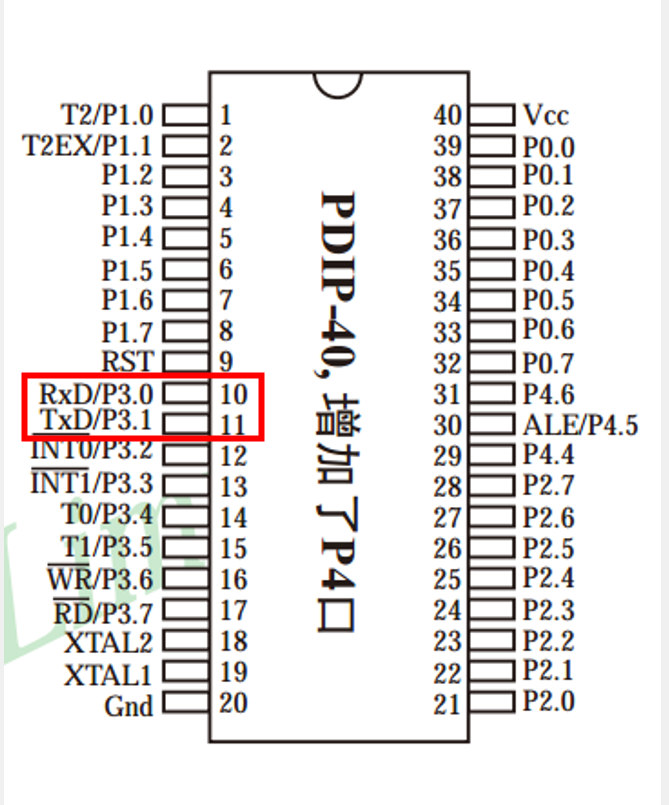 T2/P1.0 1 40 Vcc
T2EX/P1.1 2 39 P0.0
P1.2 3 38 P0.1
P1.3 4 37 P0.2
P1.4 5 36 P0.3
P1.5 6 35 P0.4
P1.6 7 34 P0.5
P1.7 8 33 P0.6
RST 9 32 P0.7
RxD/P3.0 10 31 P4.6
TxD/P3.1 11 30 ALE/P4.5
INT0/P3.2 12 29 P4.4
INT1/P3.3 13 28 P2.7
T0/P3.4 14 27 P2.6
T1/P3.5 15 26 P2.5
WR/P3.6 16 25 P2.4
RD/P3.7 17 24 P2.3
XTAL2 18 23 P2.2
XTAL1 19 22 P2.1
Gnd 20 21 P2.0
PDIP-40, 增加了P4口
Lim